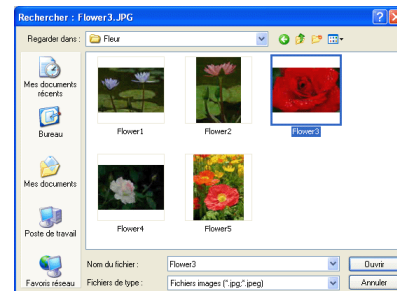 Rechercher : Flower3.JPG
Regarder dans :
Fleur
Mes documents
récents
Bureau
Mes documents
Poste de travail
Favoris réseau
Flower1
Flower2
Flower3
Flower4
Flower5
Nom du fichier :
Flower3
Ouvrir
Fichiers de type :
Fichiers images (*.jpg;*.jpeg)
Annuler